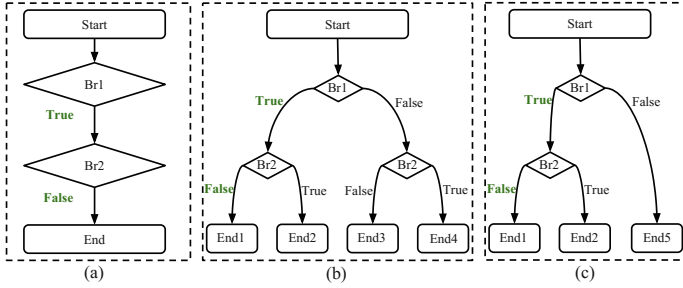 Start
Br1
True
Br2
False
End
(a)
Start
Br1
True
False
Br2
Br2
False
True
False
True
End1
End2
End3
End4
(b)
Start
Br1
True
False
Br2
False
True
End1
End2
End5
(c)